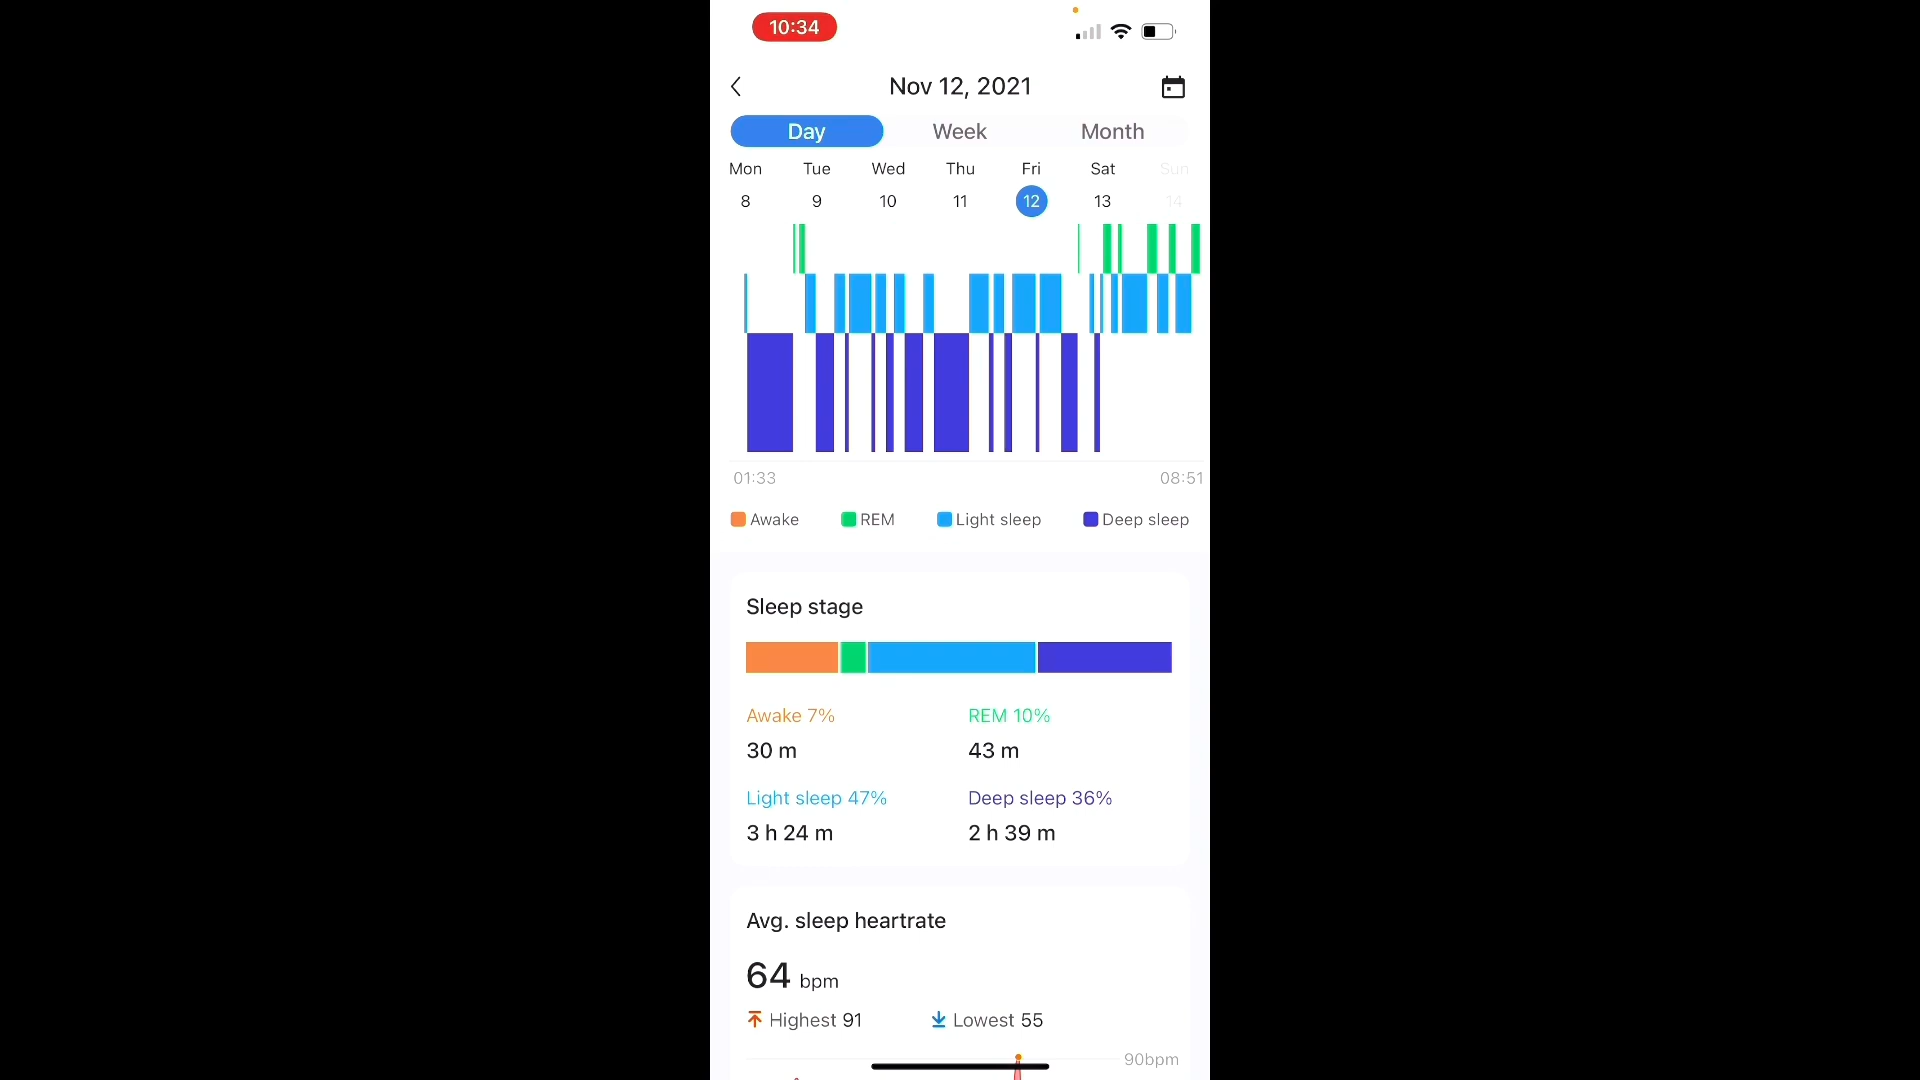 10:34
Nov 12, 2021
Day Week Month
Mon Tue Wed Thu Fri Sat Sun
8 9 10 11 12 13 14
01:33 08:51
Awake REM Light sleep Deep sleep
Sleep stage
Awake 7% REM 10%
30 m 43 m
Light sleep 47% Deep sleep 36%
3 h 24 m 2 h 39 m
Avg. sleep heartrate
64 bpm
Highest 91 Lowest 55
90bpm